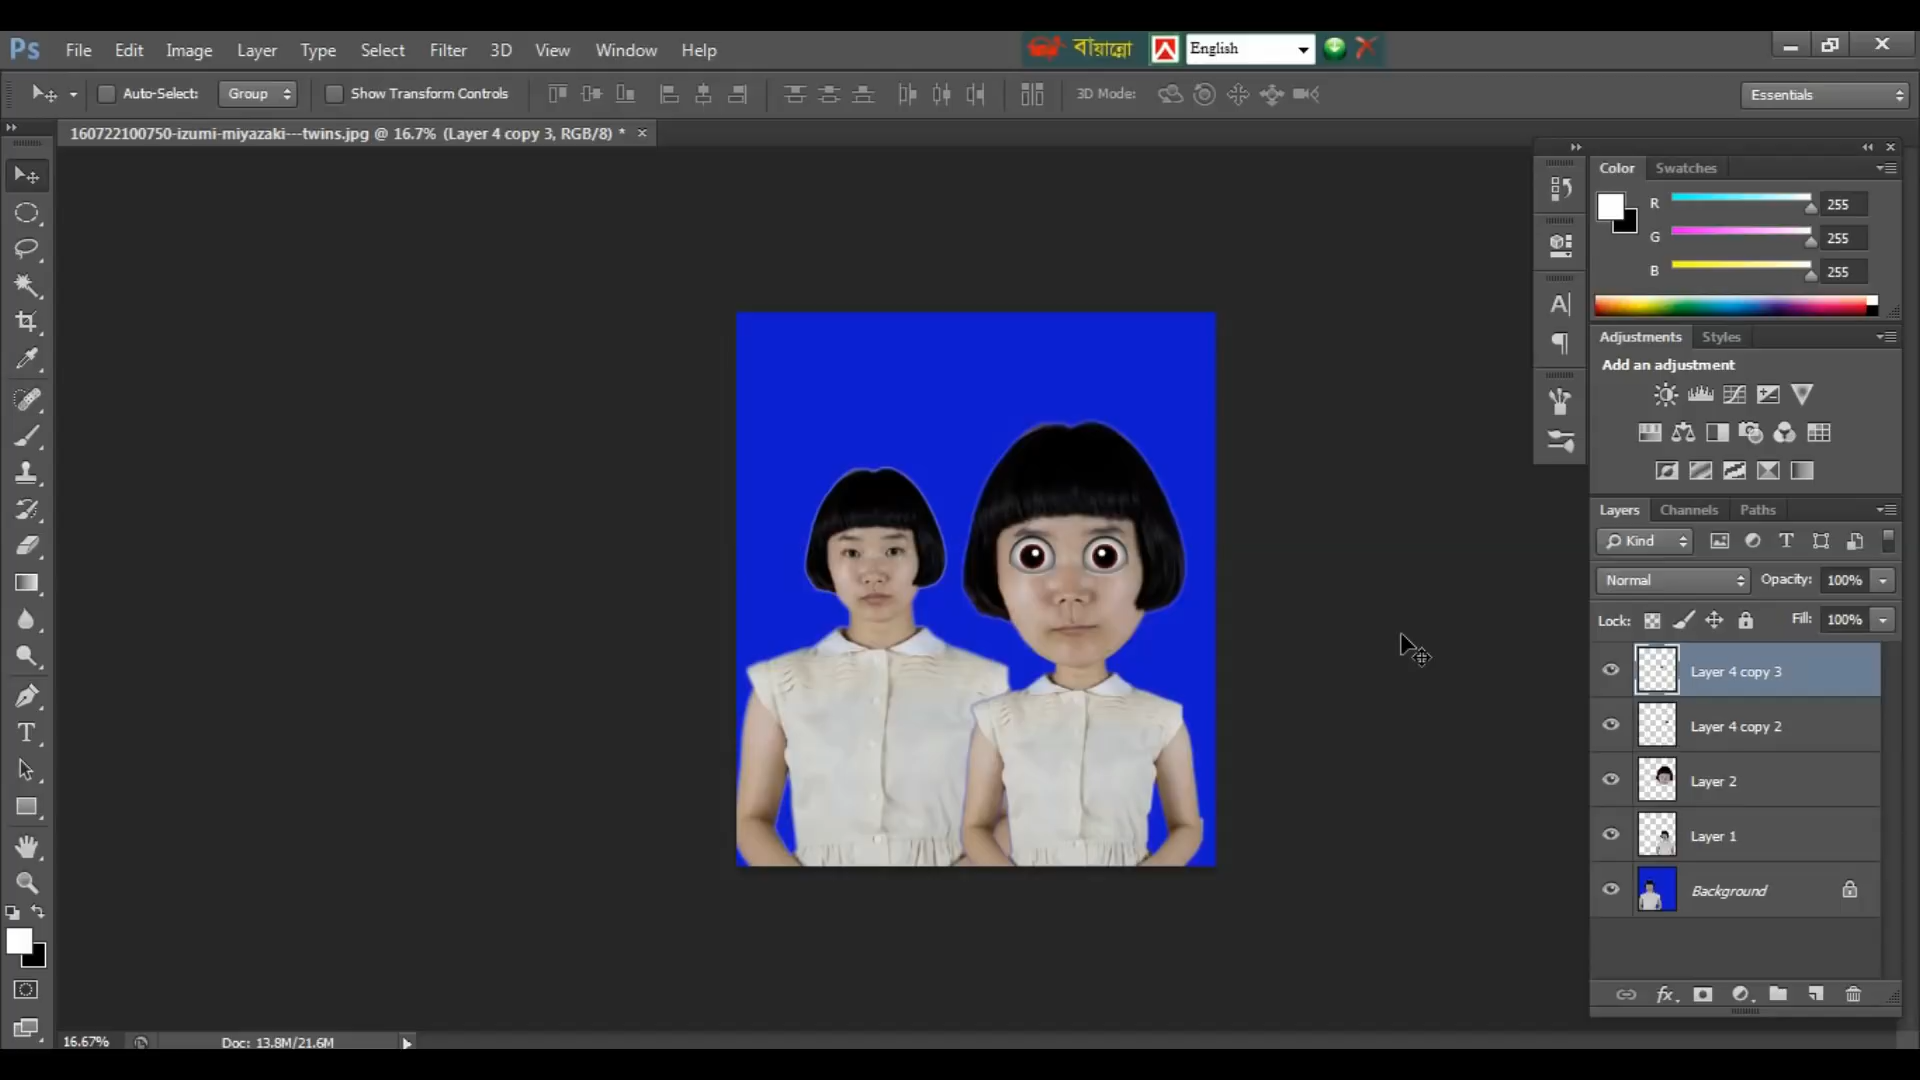 Ps File Edit Image Layer Type Select Filter 3D View Window Help বায়ান্নো English
Auto-Select: Group Show Transform Controls 3D Mode: Essentials
160722100750-izumi-miyazaki---twins.jpg @ 16.7% (Layer 4 copy 3, RGB/8) *
Color Swatches
R 255
G 255
B 255
Adjustments Styles
Add an adjustment
Layers Channels Paths
Kind
Normal Opacity: 100%
Lock: Fill: 100%
Layer 4 copy 3
Layer 4 copy 2
Layer 2
Layer 1
Background
fx
16.67% Doc: 13.8M/21.6M